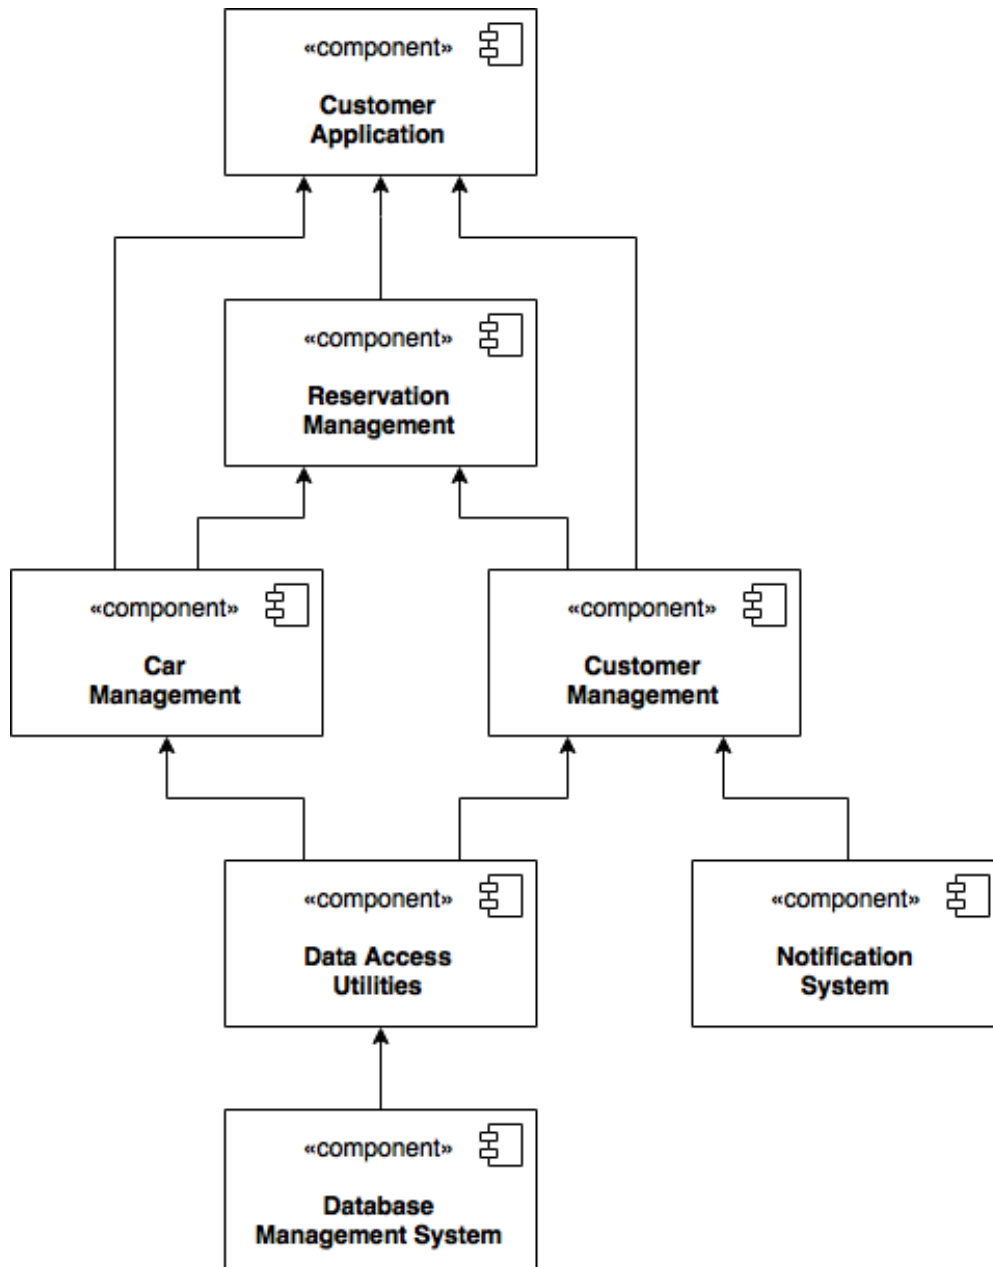 «component»
Customer
Application
«component»
Reservation
Management
«component»
Car
Management
«component»
Customer
Management
«component»
Data Access
Utilities
«component»
Notification
System
«component»
Database
Management System